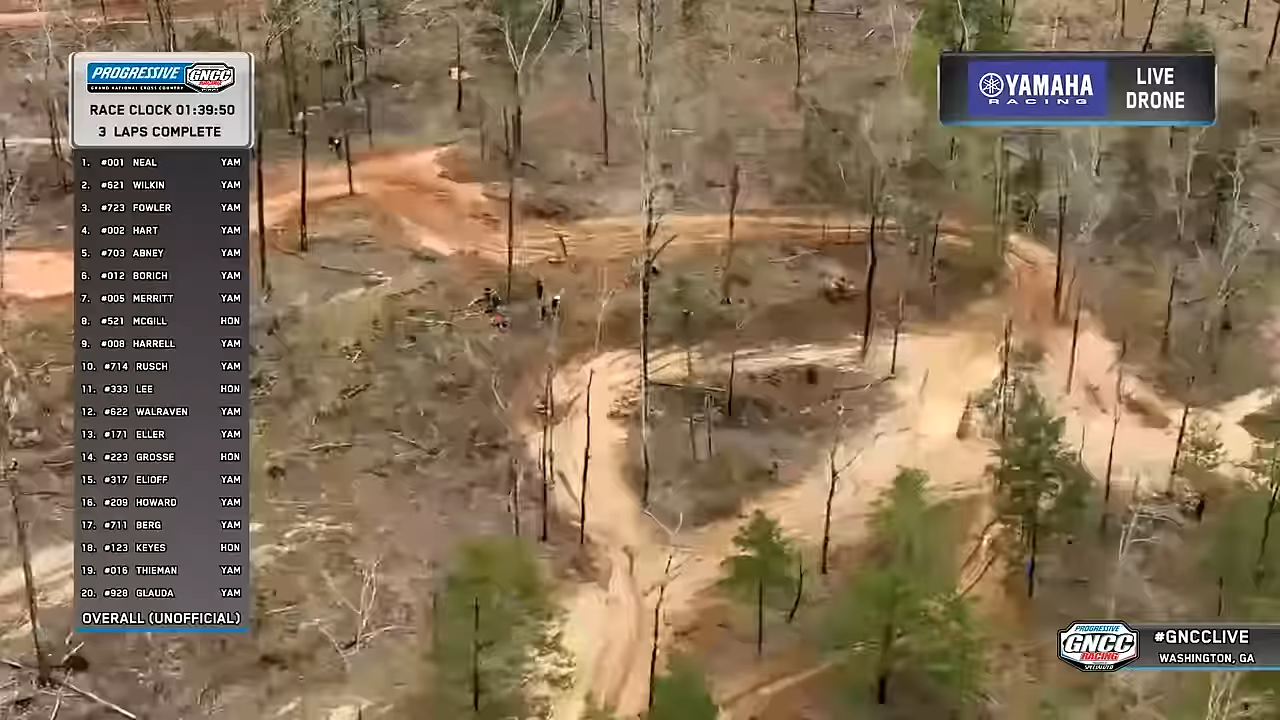 PROGRESSIVE GNCC RACING
GRAND NATIONAL CROSS COUNTRY
RACE CLOCK 01:39:50
3 LAPS COMPLETE
1. #001 NEAL YAM
2. #621 WILKIN YAM
3. #723 FOWLER YAM
4. #002 HART YAM
5. #703 ABNEY YAM
6. #012 BORICH YAM
7. #005 MERRITT YAM
8. #521 MCGILL HON
9. #008 HARRELL YAM
10. #714 RUSCH YAM
11. #333 LEE HON
12. #622 WALRAVEN YAM
13. #171 ELLER YAM
14. #223 GROSSE HON
15. #317 ELIOFF YAM
16. #209 HOWARD YAM
17. #711 BERG YAM
18. #123 KEYES HON
19. #016 THIEMAN YAM
20. #928 GLAUDA YAM
OVERALL (UNOFFICIAL)
YAMAHA
RACING
LIVE
DRONE
PROGRESSIVE
GNCC
RACING
SPECIALIZED
#GNCCLIVE
WASHINGTON, GA